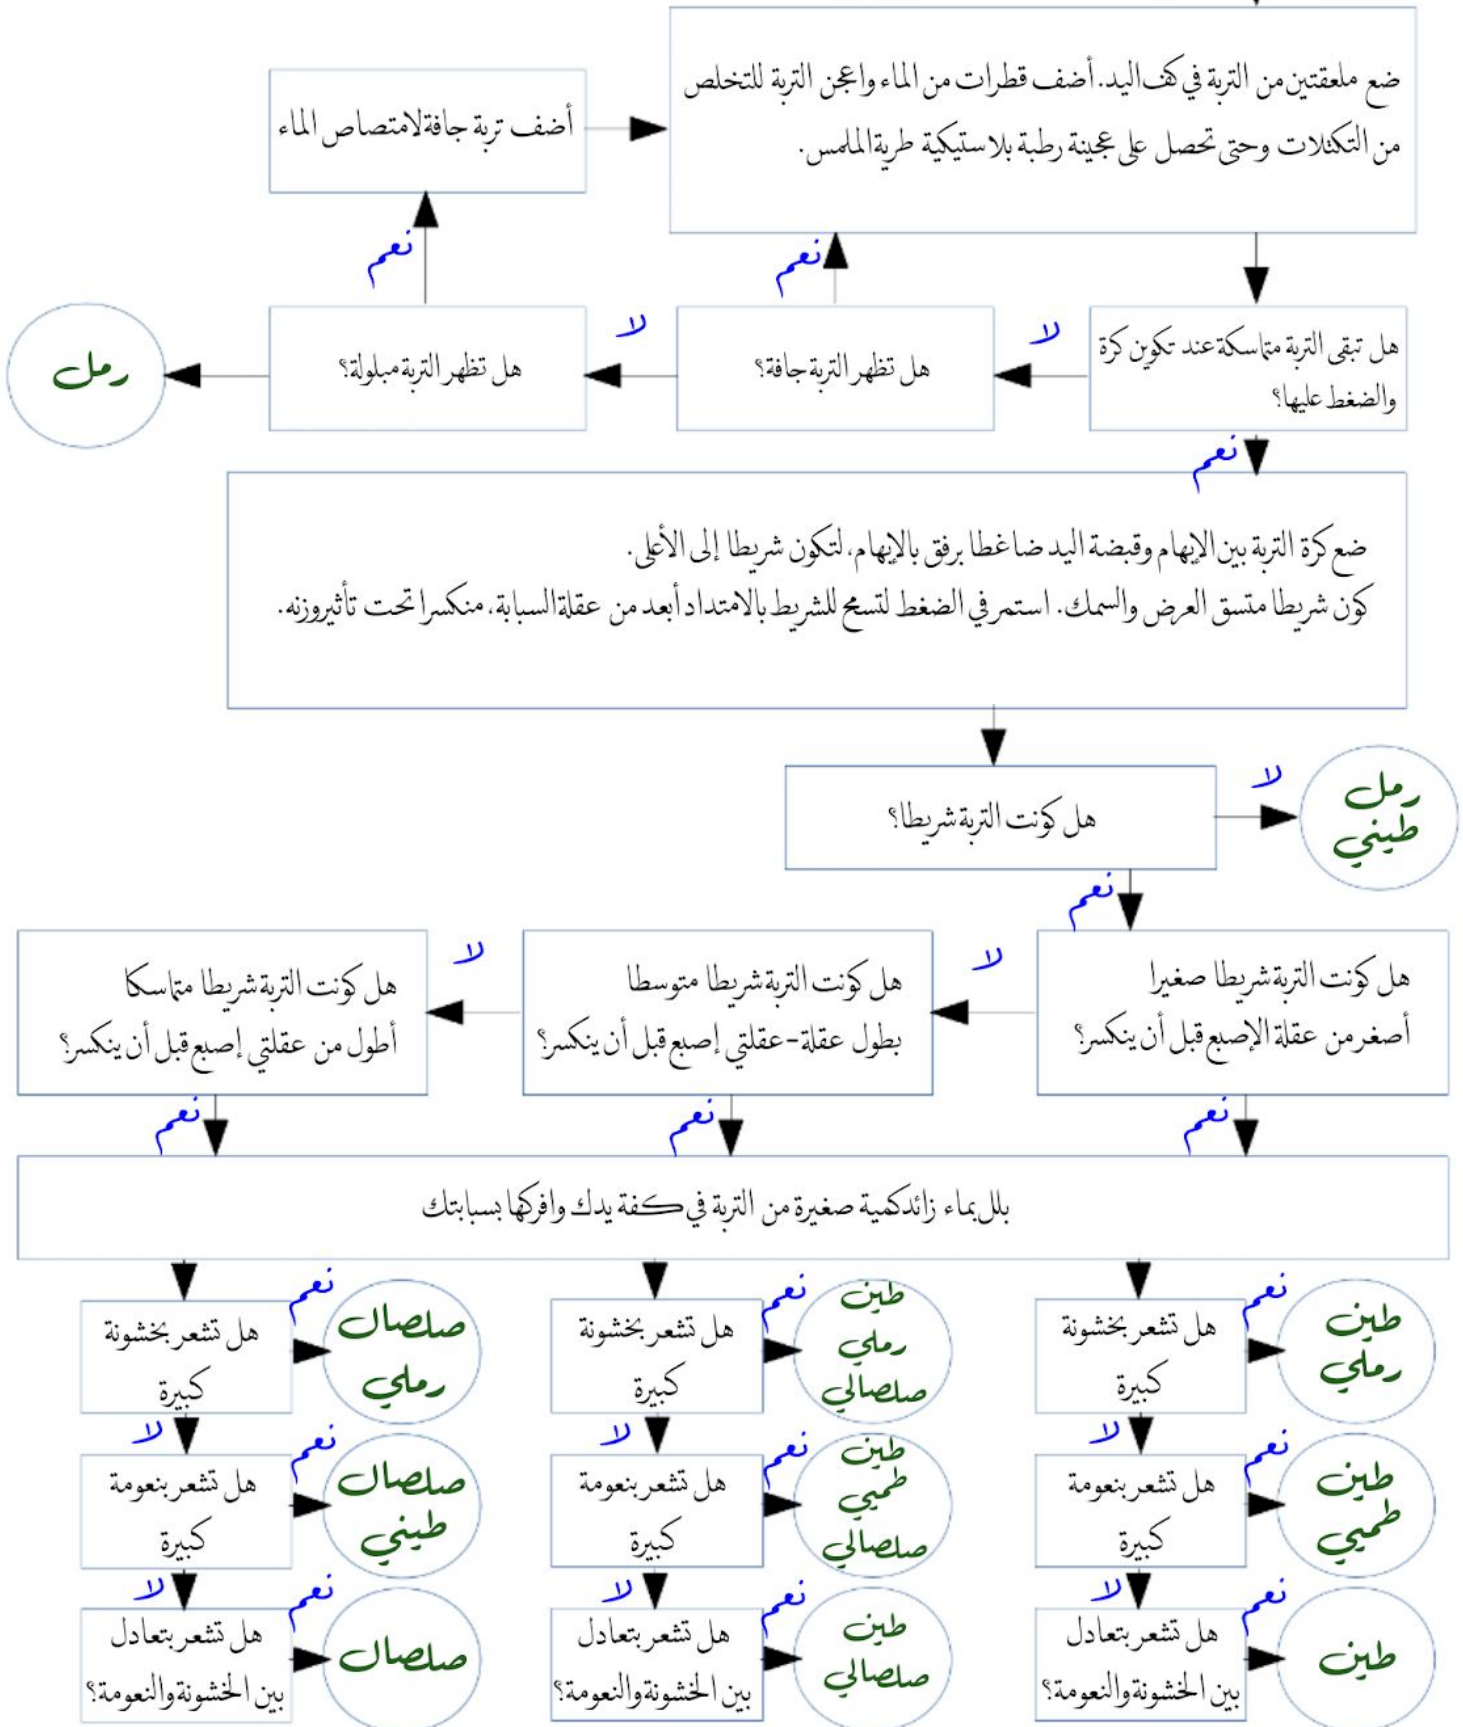 ضع ملعقتين من التربة في كف اليد. أضف قطرات من الماء واعجن التربة للتخلص
من التكتلات وحتى تحصل على عجينة رطبة بلاستيكية طرية الملمس.
أضف تربة جافة لامتصاص الماء
نعم
نعم
هل تبقى التربة متماسكة عند تكوين كرة
والضغط عليها؟
لا
هل تظهر التربة جافة؟
لا
هل تظهر التربة مبلولة؟
رمل
نعم
ضع كرة التربة بين الإبهام وقبضة اليد ضاغطا برفق بالإبهام، لتكون شريطا إلى الأعلى.
كون شريطا متسق العرض والسمك. استمر في الضغط لتسمح للشريط بالامتداد أبعد من عقلة السبابة، منكسرا تحت تأثير وزنه.
هل كونت التربة شريطا؟
لا
رمل
طيني
نعم
هل كونت التربة شريطا صغيرا
أصغر من عقلة الإصبع قبل أن ينكسر؟
لا
هل كونت التربة شريطا متوسطا
بطول عقلة-عقلتي إصبع قبل أن ينكسر؟
لا
هل كونت التربة شريطا متماسكا
أطول من عقلتي إصبع قبل أن ينكسر؟
نعم
نعم
نعم
بلل بماء زائد كمية صغيرة من التربة في كفة يدك وافركها بسبابتك
هل تشعر بخشونة
كبيرة
نعم
طين
رملي
هل تشعر بخشونة
كبيرة
نعم
طين
رملي
صلصالي
هل تشعر بخشونة
كبيرة
نعم
صلصال
رملي
لا
لا
لا
هل تشعر بنعومة
كبيرة
نعم
طين
طميي
هل تشعر بنعومة
كبيرة
نعم
طين
طميي
صلصالي
هل تشعر بنعومة
كبيرة
نعم
صلصال
طيني
لا
لا
لا
هل تشعر بتعادل
بين الخشونة والنعومة؟
نعم
طين
هل تشعر بتعادل
بين الخشونة والنعومة؟
نعم
طين
صلصالي
هل تشعر بتعادل
بين الخشونة والنعومة؟
نعم
صلصال